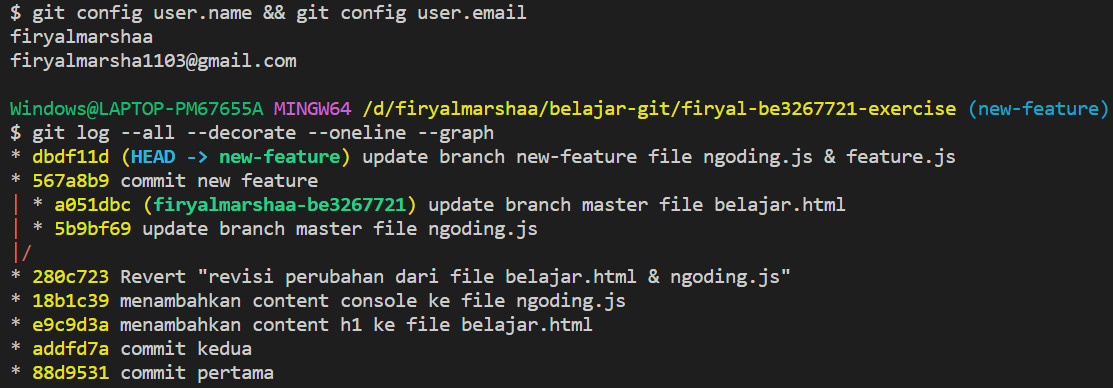 $ git config user.name && git config user.email
firyalmarshaa
firyalmarsha1103@gmail.com
Windows@LAPTOP-PM67655A MINGW64 /d/firyalmarshaa/belajar-git/firyal-be3267721-exercise (new-feature)
$ git log --all --decorate --oneline --graph
* dbdf11d (HEAD -> new-feature) update branch new-feature file ngoding.js & feature.js
* 567a8b9 commit new feature
| * a051dbc (firyalmarshaa-be3267721) update branch master file belajar.html
| * 5b9bf69 update branch master file ngoding.js
|/
* 280c723 Revert "revisi perubahan dari file belajar.html & ngoding.js"
* 18b1c39 menambahkan content console ke file ngoding.js
* e9c9d3a menambahkan content h1 ke file belajar.html
* addfd7a commit kedua
* 88d9531 commit pertama